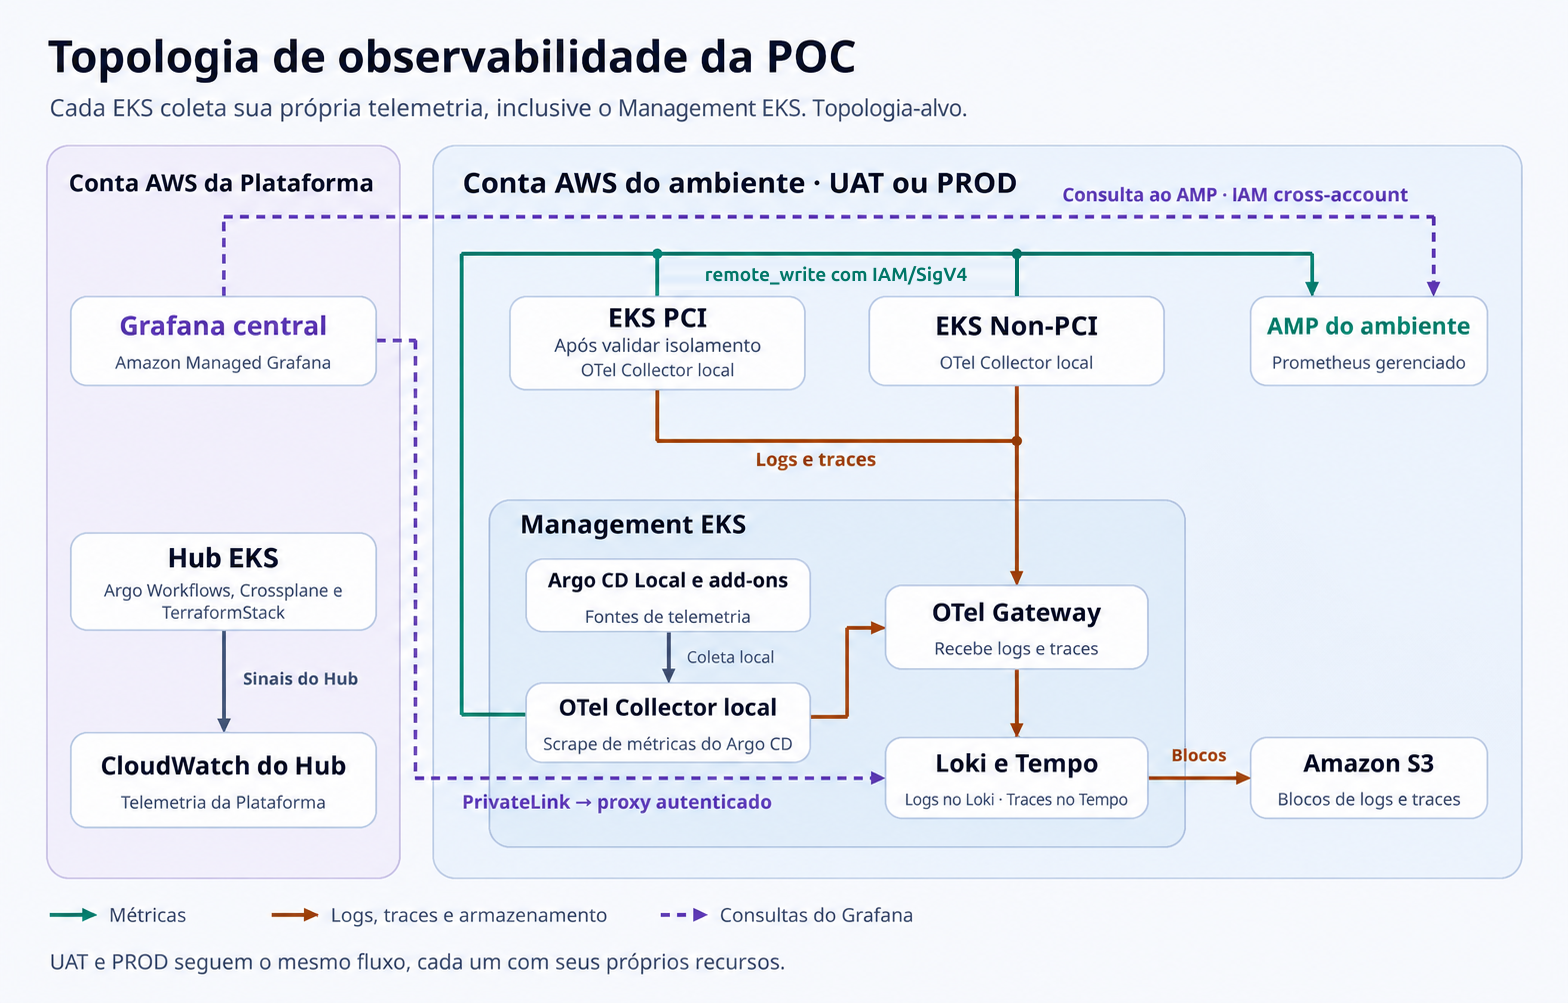 Topologia de observabilidade da POC
Cada EKS coleta sua própria telemetria, inclusive o Management EKS. Topologia-alvo.
Conta AWS da Plataforma
Grafana central
Amazon Managed Grafana
Hub EKS
Argo Workflows, Crossplane e
TerraformStack
Sinais do Hub
CloudWatch do Hub
Telemetria da Plataforma
Conta AWS do ambiente · UAT ou PROD
Consulta ao AMP · IAM cross-account
remote_write com IAM/SigV4
EKS PCI
Após validar isolamento
OTel Collector local
EKS Non-PCI
OTel Collector local
AMP do ambiente
Prometheus gerenciado
Logs e traces
Management EKS
Argo CD Local e add-ons
Fontes de telemetria
Coleta local
OTel Collector local
Scrape de métricas do Argo CD
OTel Gateway
Recebe logs e traces
PrivateLink → proxy autenticado
Loki e Tempo
Logs no Loki · Traces no Tempo
Blocos
Amazon S3
Blocos de logs e traces
Métricas
Logs, traces e armazenamento
Consultas do Grafana
UAT e PROD seguem o mesmo fluxo, cada um com seus próprios recursos.